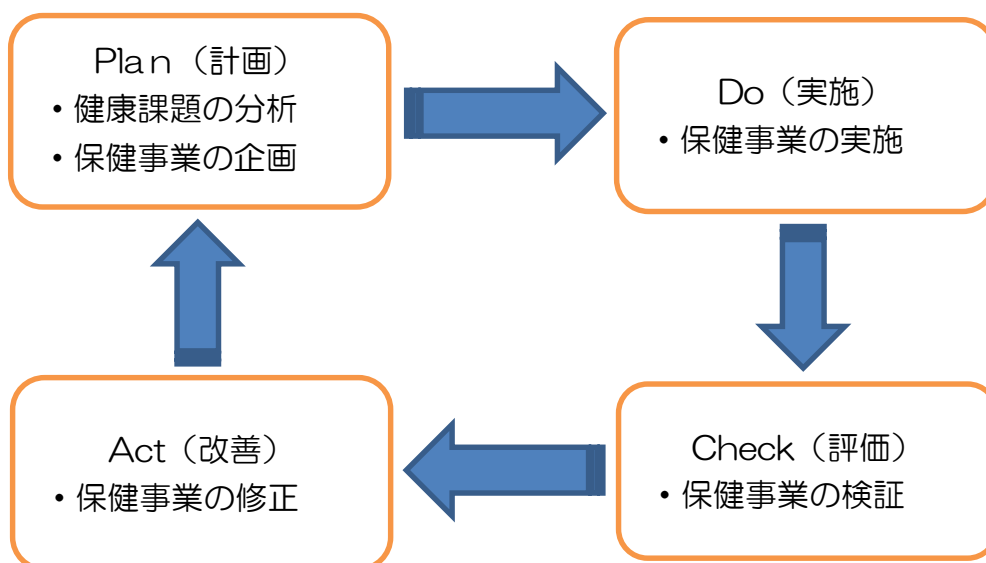 Plan（計画）
・健康課題の分析
・保健事業の企画
Do（実施）
・保健事業の実施
Check（評価）
・保健事業の検証
Act（改善）
・保健事業の修正